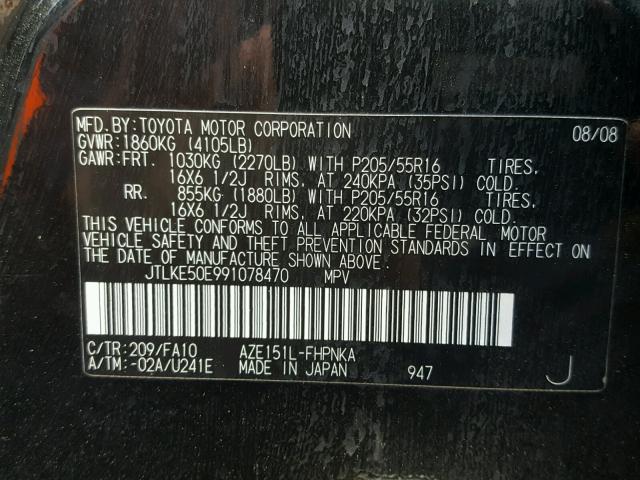 MFD.BY:TOYOTA MOTOR CORPORATION 08/08
GVWR:1860KG (4105LB)
GAWR:FRT. 1030KG (2270LB) WITH P205/55R16 TIRES,
16X6 1/2J RIMS, AT 240KPA (35PSI) COLD.
RR. 855KG (1880LB) WITH P205/55R16 TIRES,
16X6 1/2J RIMS, AT 220KPA (32PSI) COLD.
THIS VEHICLE CONFORMS TO ALL APPLICABLE FEDERAL MOTOR
VEHICLE SAFETY AND THEFT PREVENTION STANDARDS IN EFFECT ON
THE DATE OF MANUFACTURE SHOWN ABOVE.
JTLKE50E991078470 MPV
C/TR:209/FA10 AZE151L-FHPNKA
A/TM:-02A/U241E MADE IN JAPAN 947 J